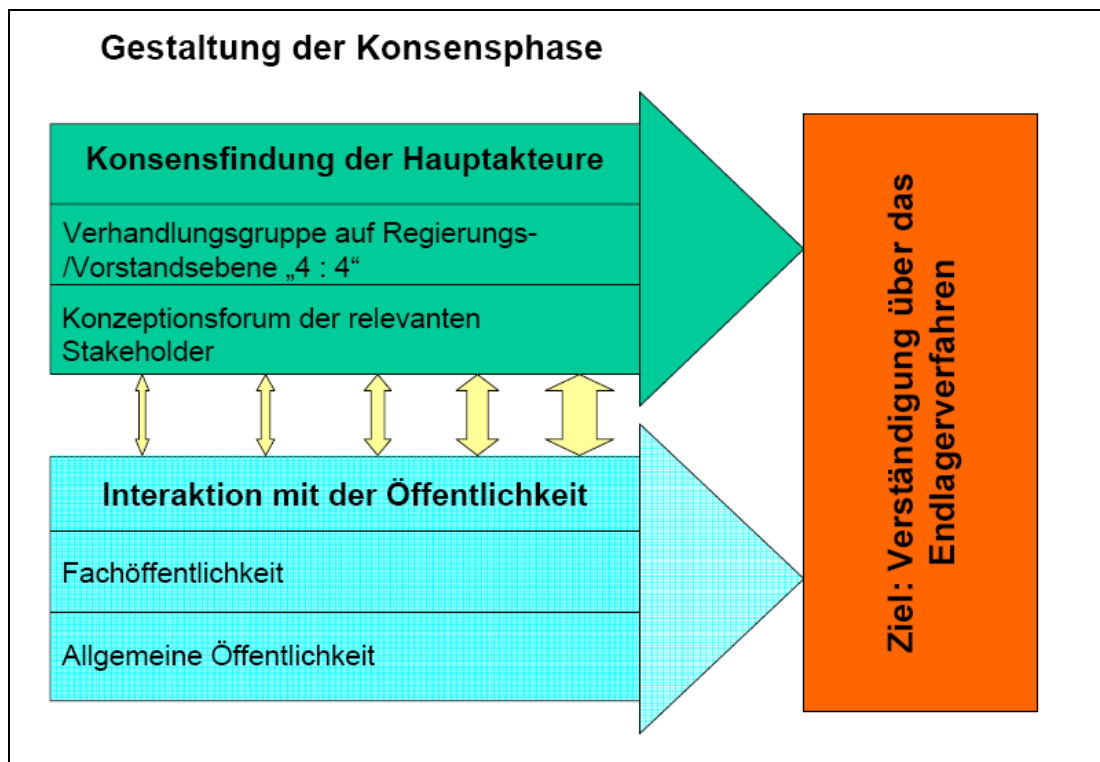 Gestaltung der Konsensphase
Konsensfindung der Hauptakteure
Verhandlungsgruppe auf Regierungs-
/Vorstandsebene „4 : 4“
Konzeptionsforum der relevanten
Stakeholder
Interaktion mit der Öffentlichkeit
Fachöffentlichkeit
Allgemeine Öffentlichkeit
Ziel: Verständigung über das
Endlagerverfahren